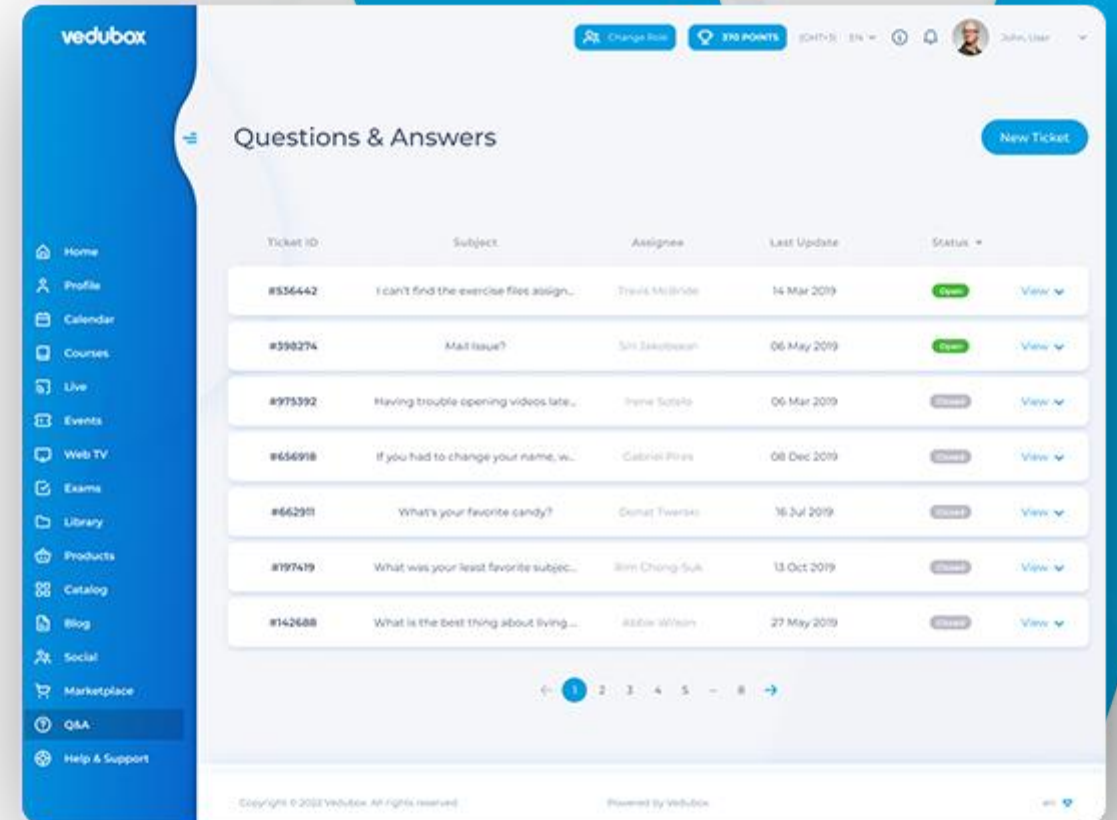 vedubox
Change Role
370 POINTS
(GMT+3) EN
John, User
Questions & Answers
New Ticket
Home
Profile
Calendar
Courses
Live
Events
Web TV
Exams
Library
Products
Catalog
Blog
Social
Marketplace
Q&A
Help & Support
Ticket ID Subject Assignee Last Update Status
#536442 I can't find the exercise files assign... Travis McBride 14 Mar 2019 Open View
#398274 Mail Issue? 06 May 2019 Open View
#975392 Having trouble opening videos late... Irene Sotelo 06 Mar 2019 Closed View
#656918 If you had to change your name, w... Gabriel Pires 08 Dec 2019 Closed View
#662911 What's your favorite candy? Donat Twerski 16 Jul 2019 Closed View
#197419 What was your least favorite subjec... Rim Chong-Suk 13 Oct 2019 Closed View
#142688 What is the best thing about living ... Abbie Wilson 27 May 2019 Closed View
← 1 2 3 4 5 – 8 →
Copyright © 2022 Vedubox. All rights reserved. Powered by Vedubox en